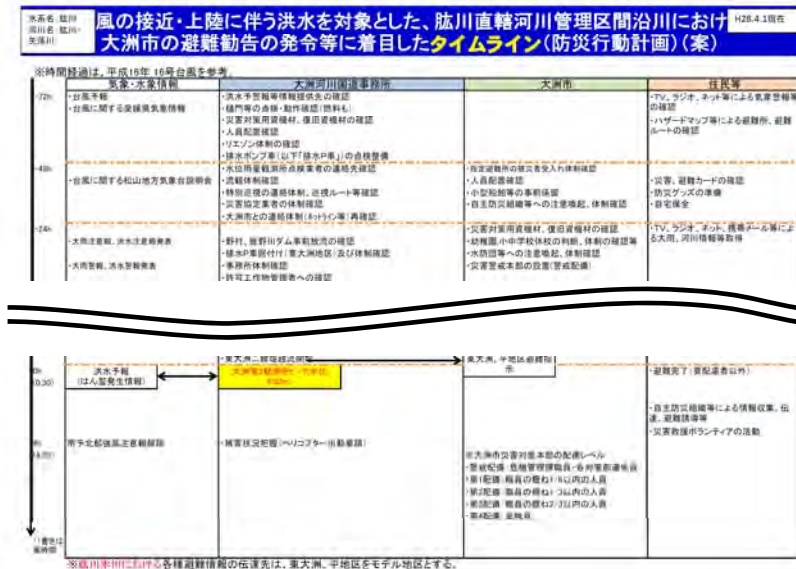 水系名 肱川
河川名 肱川・
矢落川
風の接近・上陸に伴う洪水を対象とした、肱川直轄河川管理区間沿川におけ
大洲市の避難勧告の発令等に着目したタイムライン(防災行動計画)(案)
H28.4.1現在
※時間経過は、平成16年 16号台風を参考。
気象・水象情報
大洲河川国道事務所
大洲市
住民等
-72h
・台風予報
・台風に関する愛媛県気象情報
・洪水予警報等情報提供先の確認
・樋門等の点検・動作確認(燃料も)
・災害対策用資機材、復旧資機材の確認
・人員配置確認
・リエゾン体制の確認
・排水ポンプ車(以下「排水P車」)の点検整備
・TV、ラジオ、ネット等による気象警報等
の確認
・ハザードマップ等による避難所、避難
ルートの確認
-48h
・台風に関する松山地方気象台説明会
・水位雨量観測所点検業者の連絡先確認
・流観体制確認
・特別巡視の連絡体制、巡視ルート等確認
・災害協定業者の体制確認
・大洲市との連絡体制(ホットライン等)再確認
・指定避難所の被災者受入れ体制確認
・人員配置確認
・小型船舶等の事前係留
・自主防災組織等への注意喚起、体制確認
・災害、避難カードの確認
・防災グッズの準備
・自宅保全
-24h
・大雨注意報、洪水注意報発表
・大雨警報、洪水警報発表
・野村、鹿野川ダム事前放流の確認
・排水P車据付け(東大洲地区)及び体制確認
・事務所体制確認
・許可工作物管理者への確認
・災害対策用資機材、復旧資機材の確認
・幼稚園、小中学校休校の判断、体制の確認等
・水防団等への注意喚起、体制確認
・災害警戒本部の設置(警戒配備)
・TV、ラジオ、ネット、携帯メール等によ
る大雨、河川情報等取得
・東大洲二線堤越流開始
東大洲、平地区避難指
示
0h
(0:30)
洪水予報
(はん濫発生情報)
・避難完了(要配慮者以外)
・自主防災組織等による情報収集、伝
達、避難誘導等
・災害救援ボランティアの活動
・被害状況把握(ヘリコプター出動要請)
※大洲市災害対策本部の配備レベル
・警戒配備:危機管理課職員・各対策部連絡員
・第1配備:職員の概ね1/6以内の人員
・第2配備:職員の概ね1/3以内の人員
・第3配備:職員の概ね2/3以内の人員
・第4配備:全職員
※肱川本川における各種避難情報の伝達先は、東大洲、平地区をモデル地区とする。